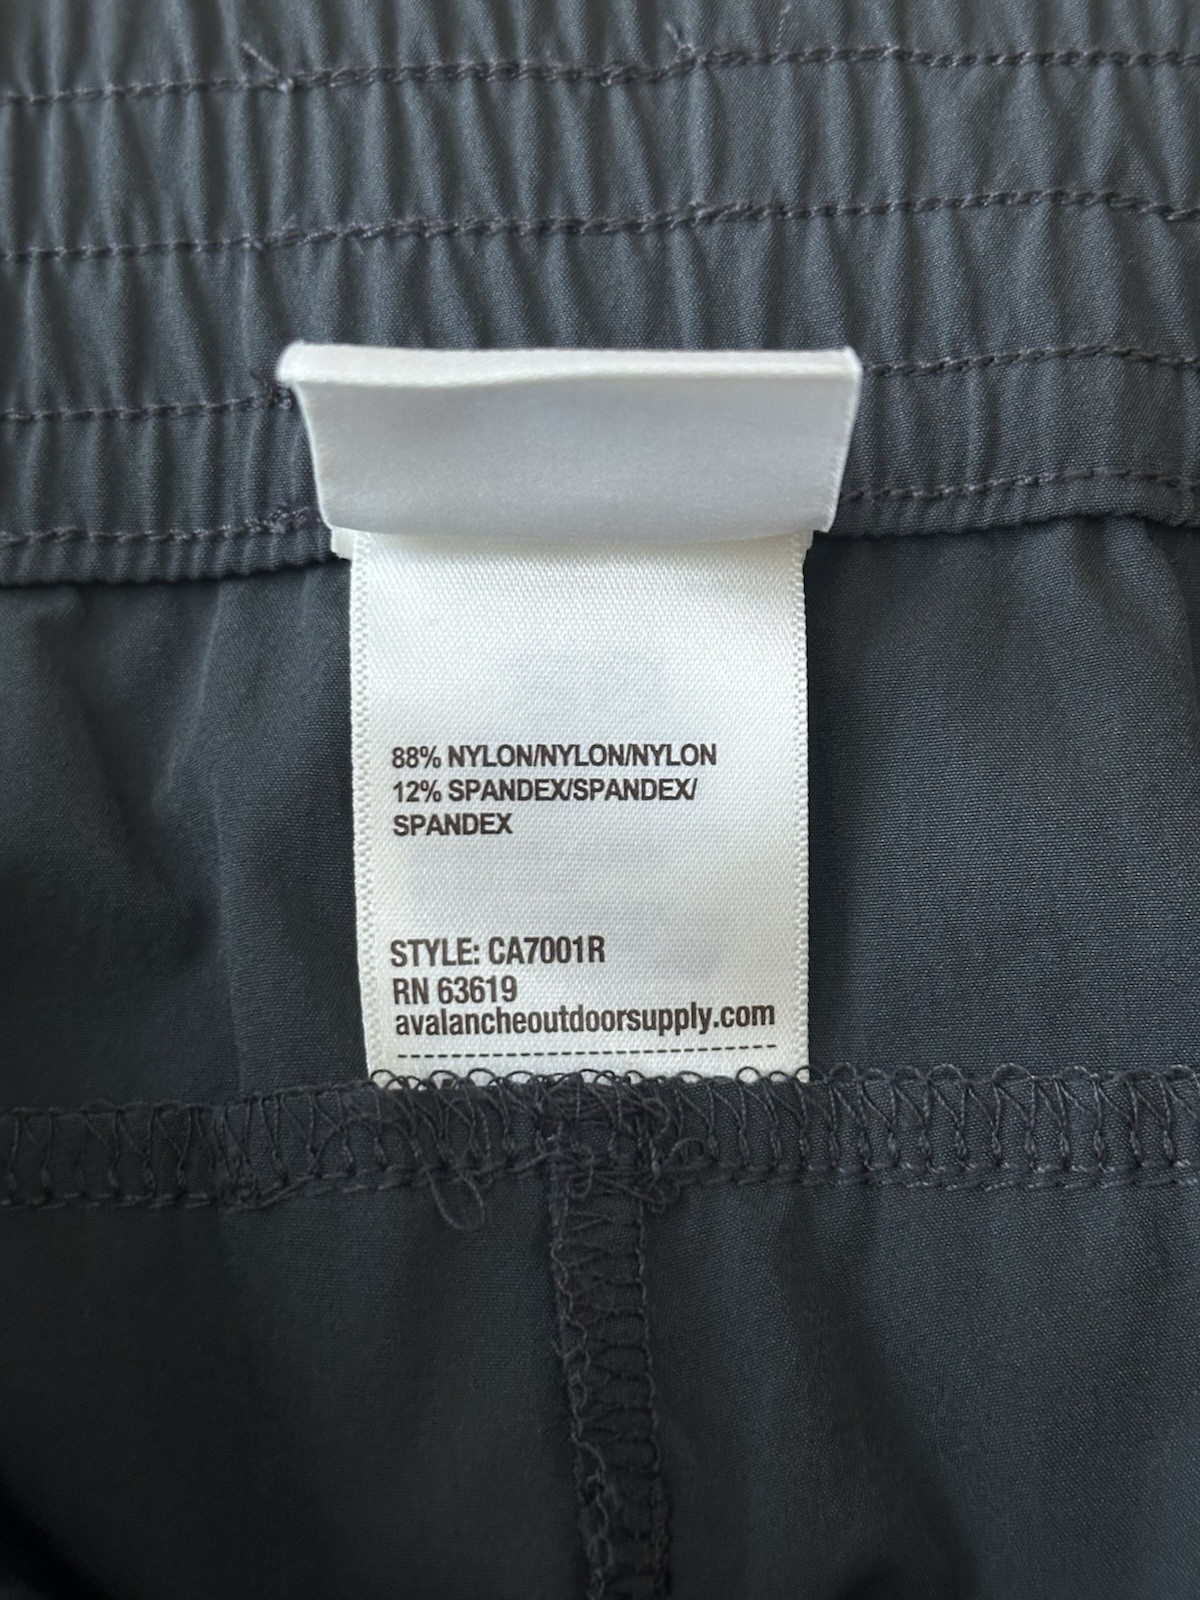 88% NYLON/NYLON/NYLON
12% SPANDEX/SPANDEX/
SPANDEX
STYLE: CA7001R
RN 63619
avalancheoutdoorsupply.com